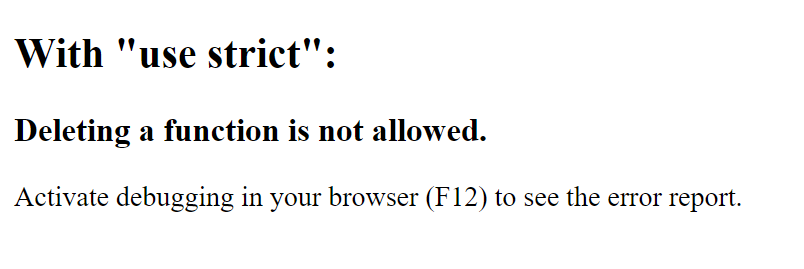 With "use strict":
Deleting a function is not allowed.
Activate debugging in your browser (F12) to see the error report.